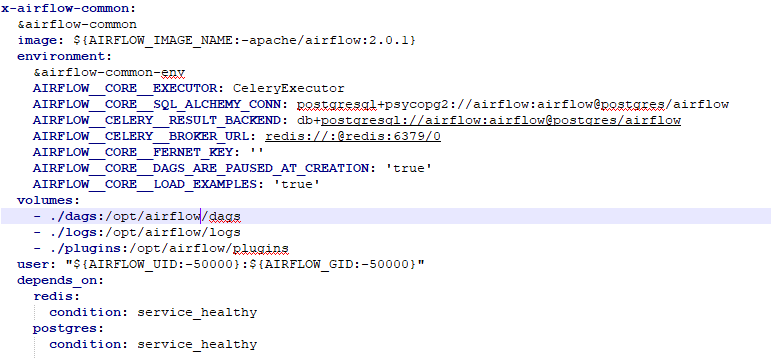 x-airflow-common:
&airflow-common
image: ${AIRFLOW_IMAGE_NAME:-apache/airflow:2.0.1}
environment:
&airflow-common-env
AIRFLOW__CORE__EXECUTOR: CeleryExecutor
AIRFLOW__CORE__SQL_ALCHEMY_CONN: postgresql+psycopg2://airflow:airflow@postgres/airflow
AIRFLOW__CELERY__RESULT_BACKEND: db+postgresql://airflow:airflow@postgres/airflow
AIRFLOW__CELERY__BROKER_URL: redis://:@redis:6379/0
AIRFLOW__CORE__FERNET_KEY: ''
AIRFLOW__CORE__DAGS_ARE_PAUSED_AT_CREATION: 'true'
AIRFLOW__CORE__LOAD_EXAMPLES: 'true'
volumes:
- ./dags:/opt/airflow/dags
- ./logs:/opt/airflow/logs
- ./plugins:/opt/airflow/plugins
user: "${AIRFLOW_UID:-50000}:${AIRFLOW_GID:-50000}"
depends_on:
redis:
condition: service_healthy
postgres:
condition: service_healthy